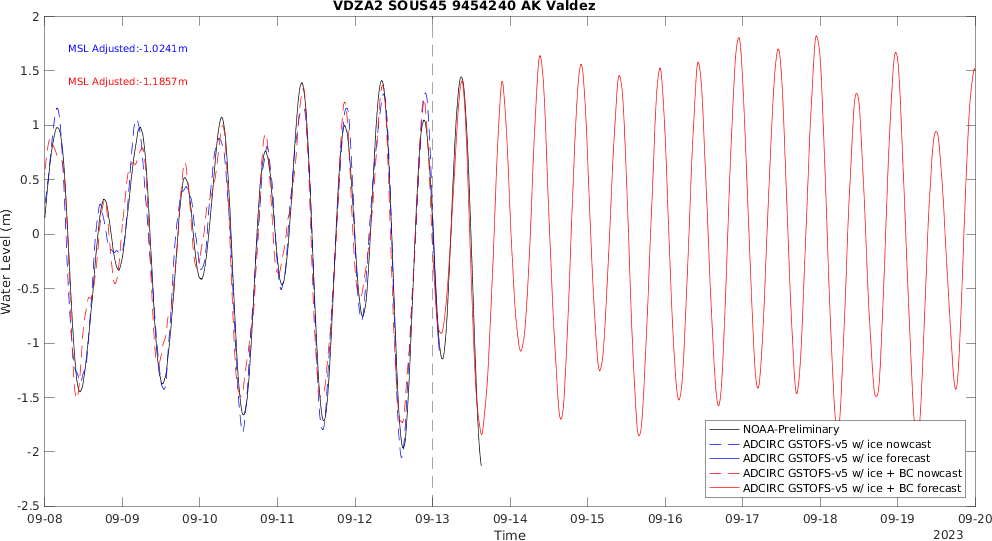 VDZA2 SOUS45 9454240 AK Valdez
MSL Adjusted:-1.0241m
MSL Adjusted:-1.1857m
Water Level (m)
2
1.5
1
0.5
0
-0.5
-1
-1.5
-2
-2.5
NOAA-Preliminary
ADCIRC GSTOFS-v5 w/ ice nowcast
ADCIRC GSTOFS-v5 w/ ice forecast
ADCIRC GSTOFS-v5 w/ ice + BC nowcast
ADCIRC GSTOFS-v5 w/ ice + BC forecast
09-08 09-09 09-10 09-11 09-12 09-13 09-14 09-15 09-16 09-17 09-18 09-19 09-20
Time
2023